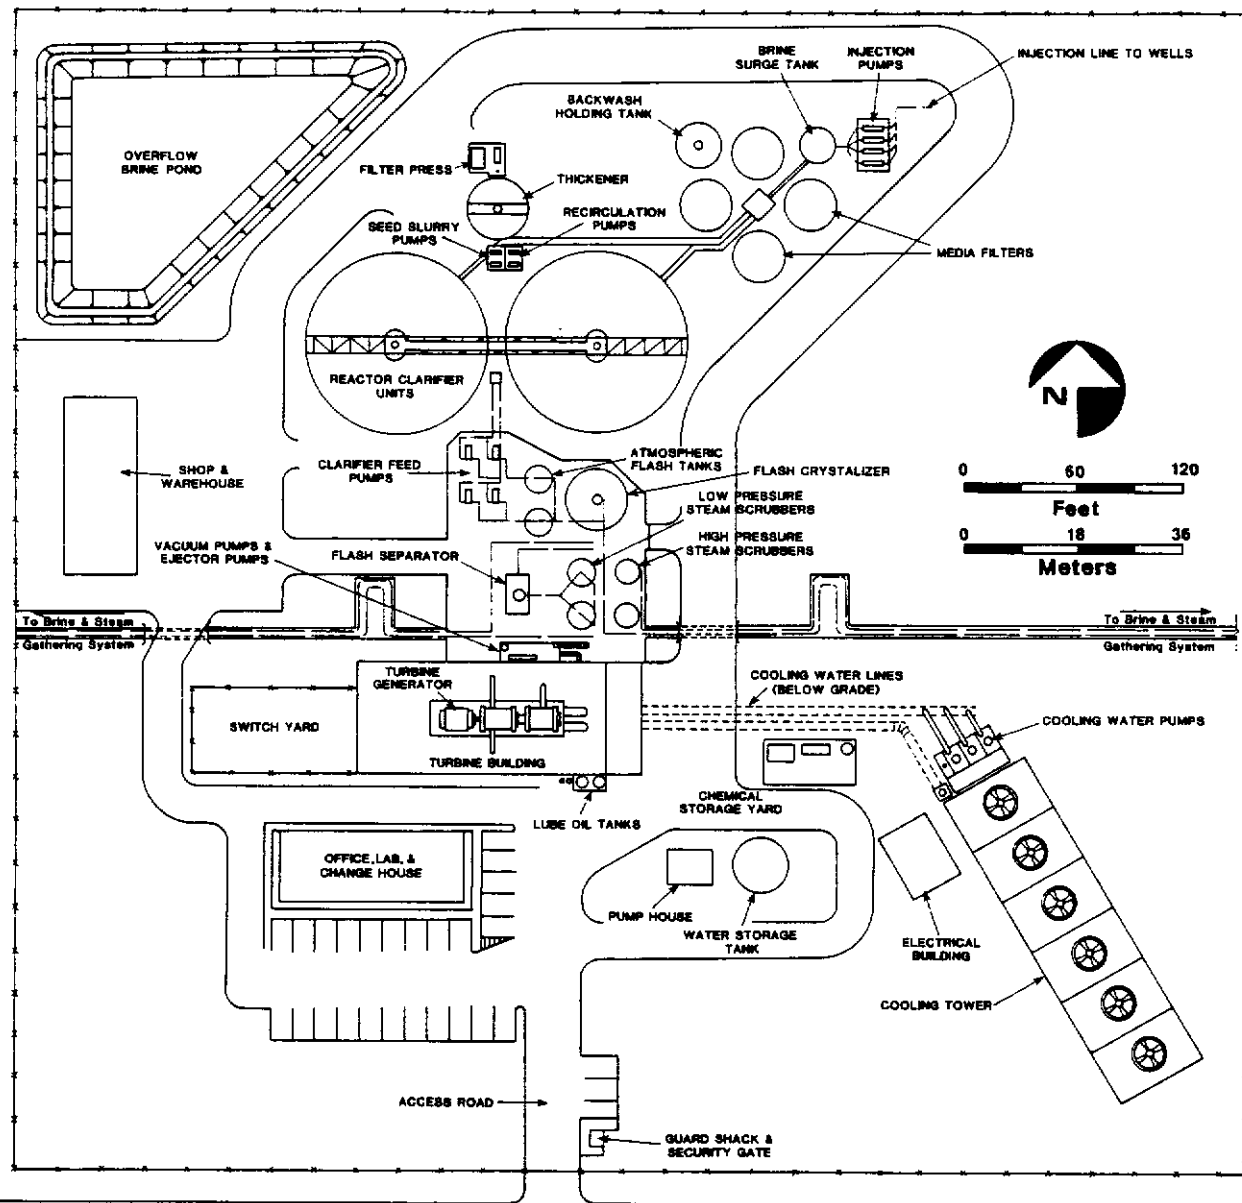 BRINE
SURGE TANK
INJECTION
PUMPS
INJECTION LINE TO WELLS
BACKWASH
HOLDING TANK
OVERFLOW
BRINE POND
FILTER PRESS
THICKENER
SEED SLURRY
PUMPS
RECIRCULATION
PUMPS
MEDIA FILTERS
REACTOR CLARIFIER
UNITS
N
SHOP &
WAREHOUSE
CLARIFIER FEED
PUMPS
ATMOSPHERIC
FLASH TANKS
FLASH CRYSTALIZER
0 60 120
Feet
LOW PRESSURE
STEAM SCRUBBERS
0 18 36
Meters
VACUUM PUMPS &
EJECTOR PUMPS
FLASH SEPARATOR
HIGH PRESSURE
STEAM SCRUBBERS
To Brine & Steam
Gathering System
To Brine & Steam
Gathering System
TURBINE
GENERATOR
COOLING WATER LINES
(BELOW GRADE)
SWITCH YARD
COOLING WATER PUMPS
TURBINE BUILDING
LUBE OIL TANKS
CHEMICAL
STORAGE YARD
OFFICE, LAB, &
CHANGE HOUSE
PUMP HOUSE
WATER STORAGE
TANK
ELECTRICAL
BUILDING
COOLING TOWER
ACCESS ROAD
GUARD SHACK &
SECURITY GATE